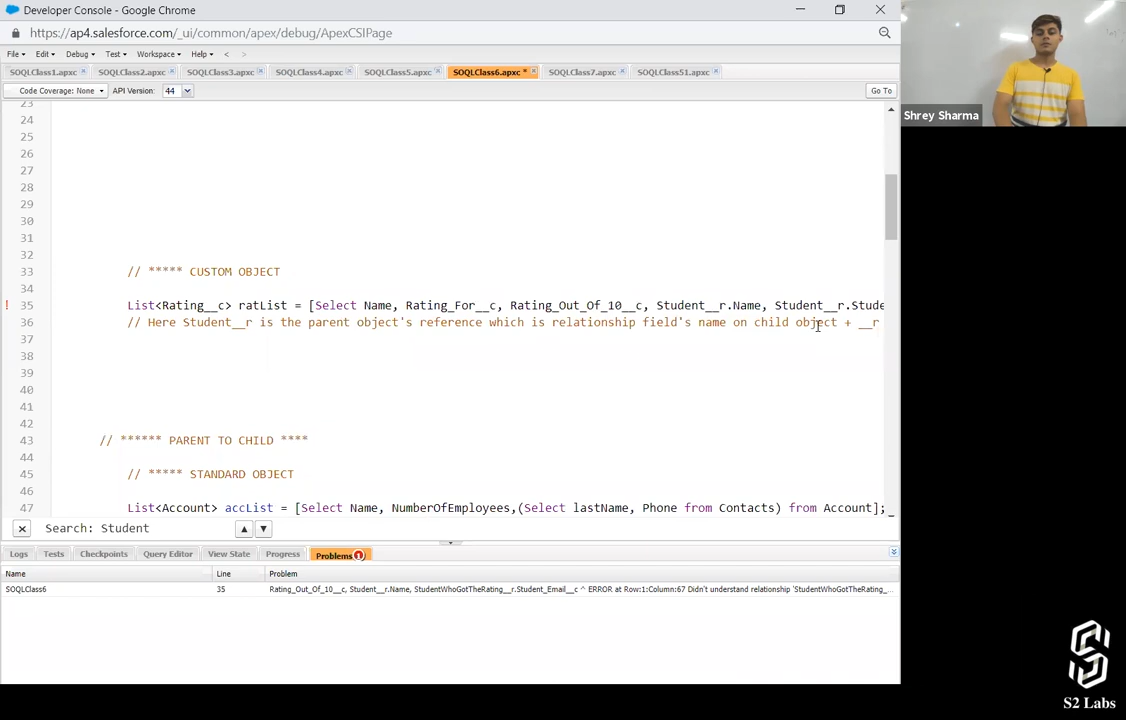 Developer Console - Google Chrome
https://ap4.salesforce.com/_ui/common/apex/debug/ApexCSIPage
File Edit Debug Test Workspace Help < >
SOQLClass1.apxc SOQLClass2.apxc SOQLClass3.apxc SOQLClass4.apxc SOQLClass5.apxc SOQLClass6.apxc * SOQLClass7.apxc SOQLClass51.apxc
Code Coverage: None API Version: 44 Go To
23
24
25
26
27
28
29
30
31
32
33 // ***** CUSTOM OBJECT
34
35 List<Rating__c> ratList = [Select Name, Rating_For__c, Rating_Out_Of_10__c, Student__r.Name, Student__r.Stude
36 // Here Student__r is the parent object's reference which is relationship field's name on child object + __r
37
38
39
40
41
42
43 // ****** PARENT TO CHILD ****
44
45 // ***** STANDARD OBJECT
46
47 List<Account> accList = [Select Name, NumberOfEmployees,(Select lastName, Phone from Contacts) from Account];
Search: Student
Logs Tests Checkpoints Query Editor View State Progress Problems 1
Name Line Problem
SOQLClass6 35 Rating_Out_Of_10__c, Student__r.Name, StudentWhoGotTheRating__r.Student_Email__c ^ ERROR at Row:1:Column:67 Didn't understand relationship 'StudentWhoGotTheRating_...
Shrey Sharma
S2 Labs